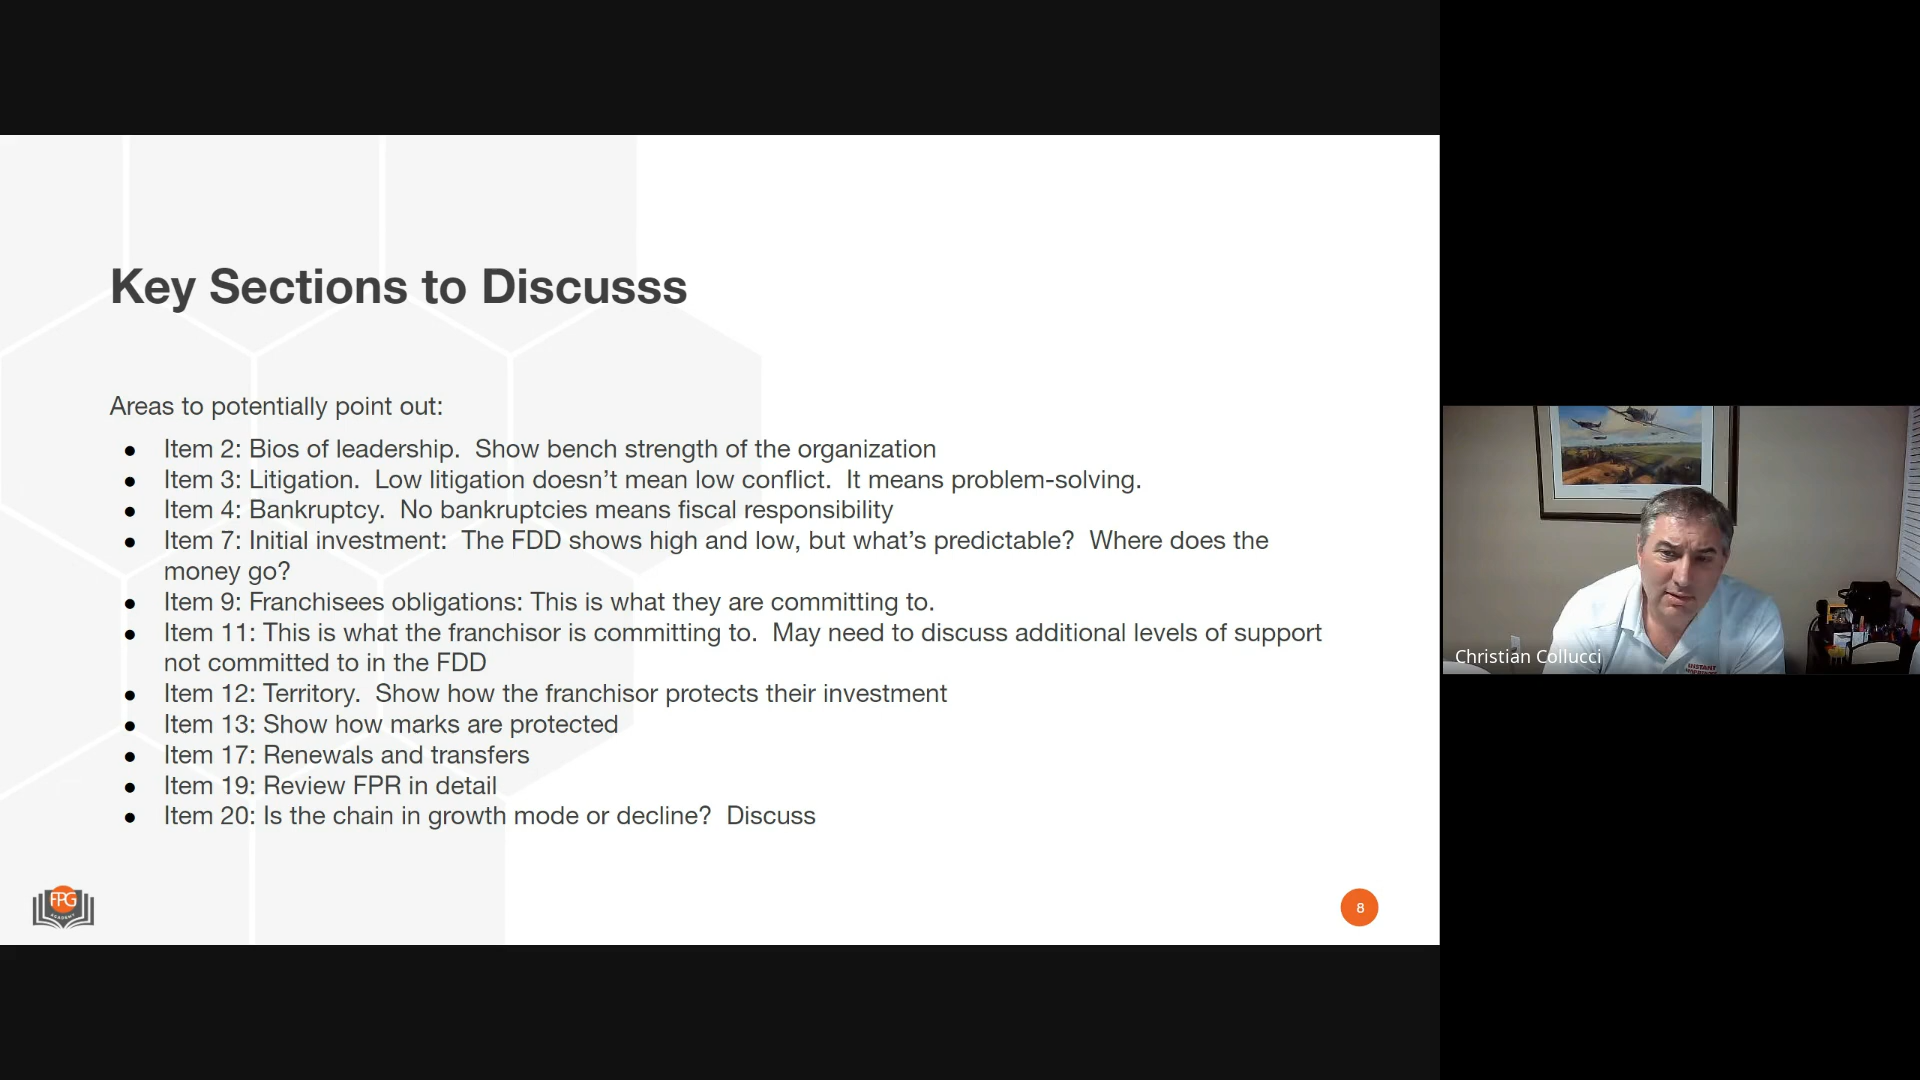 Key Sections to Discusss
Areas to potentially point out:
● Item 2: Bios of leadership.  Show bench strength of the organization
● Item 3: Litigation.  Low litigation doesn’t mean low conflict.  It means problem-solving.
● Item 4: Bankruptcy.  No bankruptcies means fiscal responsibility
● Item 7: Initial investment:  The FDD shows high and low, but what’s predictable?  Where does the
money go?
● Item 9: Franchisees obligations: This is what they are committing to.
● Item 11: This is what the franchisor is committing to.  May need to discuss additional levels of support
not committed to in the FDD
● Item 12: Territory.  Show how the franchisor protects their investment
● Item 13: Show how marks are protected
● Item 17: Renewals and transfers
● Item 19: Review FPR in detail
● Item 20: Is the chain in growth mode or decline?  Discuss
FPG
ACADEMY
8
Christian Collucci
INSTANT